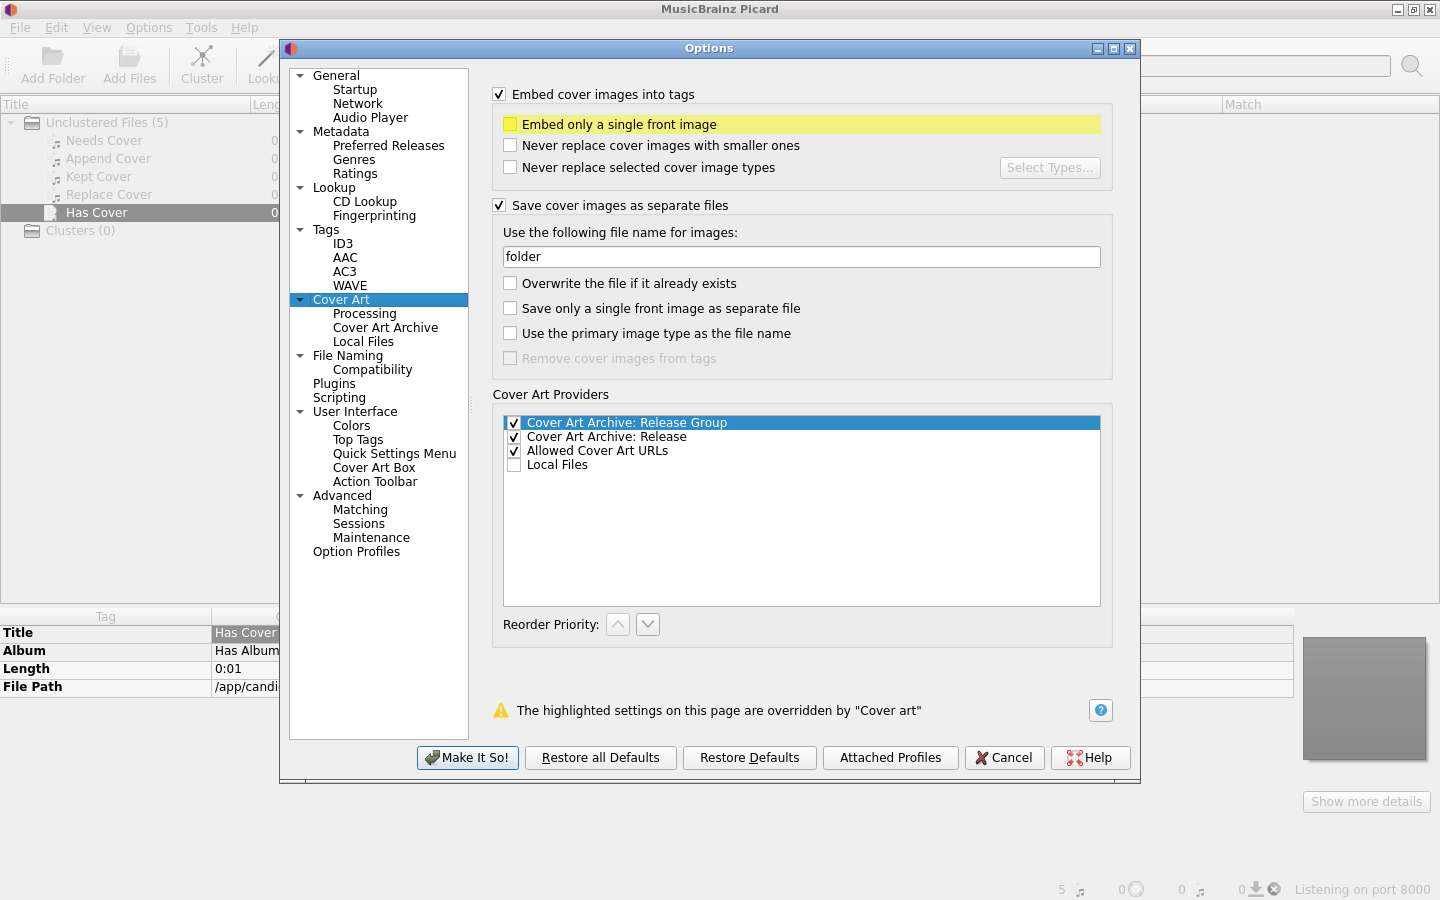 MusicBrainz Picard
File Edit View Options Tools Help
Add Folder Add Files Cluster
Title Match
Unclustered Files (5)
Needs Cover 0
Append Cover 0
Kept Cover 0
Replace Cover 0
Has Cover 0
Clusters (0)
Options
General
Startup
Network
Audio Player
Metadata
Preferred Releases
Genres
Ratings
Lookup
CD Lookup
Fingerprinting
Tags
ID3
AAC
AC3
WAVE
Cover Art
Processing
Cover Art Archive
Local Files
File Naming
Compatibility
Plugins
Scripting
User Interface
Colors
Top Tags
Quick Settings Menu
Cover Art Box
Action Toolbar
Advanced
Matching
Sessions
Maintenance
Option Profiles
Embed cover images into tags
Embed only a single front image
Never replace cover images with smaller ones
Never replace selected cover image types Select Types...
Save cover images as separate files
Use the following file name for images:
folder
Overwrite the file if it already exists
Save only a single front image as separate file
Use the primary image type as the file name
Remove cover images from tags
Cover Art Providers
Cover Art Archive: Release Group
Cover Art Archive: Release
Allowed Cover Art URLs
Local Files
Reorder Priority:
The highlighted settings on this page are overridden by "Cover art"
Make It So! Restore all Defaults Restore Defaults Attached Profiles Cancel Help
Tag
Title Has Cover
Album Has Album
Length 0:01
File Path /app/candi
Show more details
5 0 0 0 Listening on port 8000